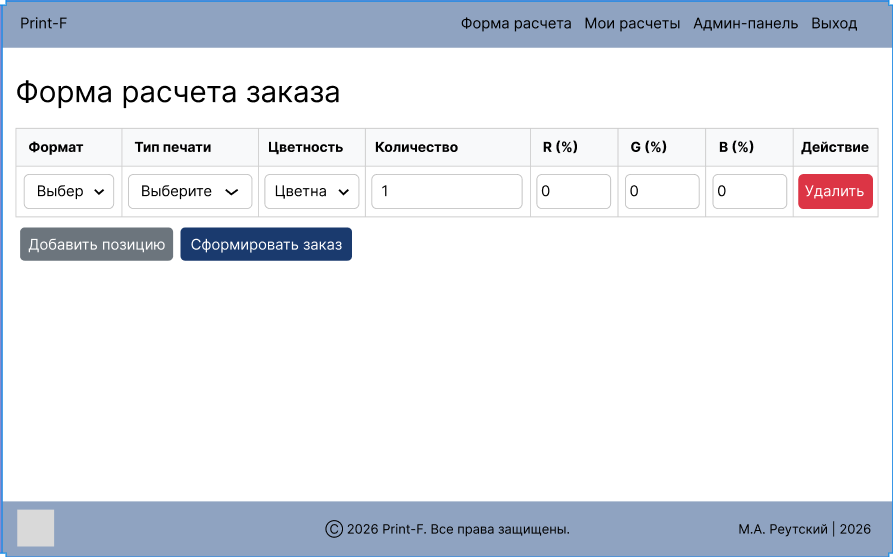 Print-F Форма расчета Мои расчеты Админ-панель Выход
Форма расчета заказа
Формат Тип печати Цветность Количество R (%) G (%) B (%) Действие
Выбер Выберите Цветна 1 0 0 0 Удалить
Добавить позицию Сформировать заказ
© 2026 Print-F. Все права защищены. М.А. Реутский | 2026